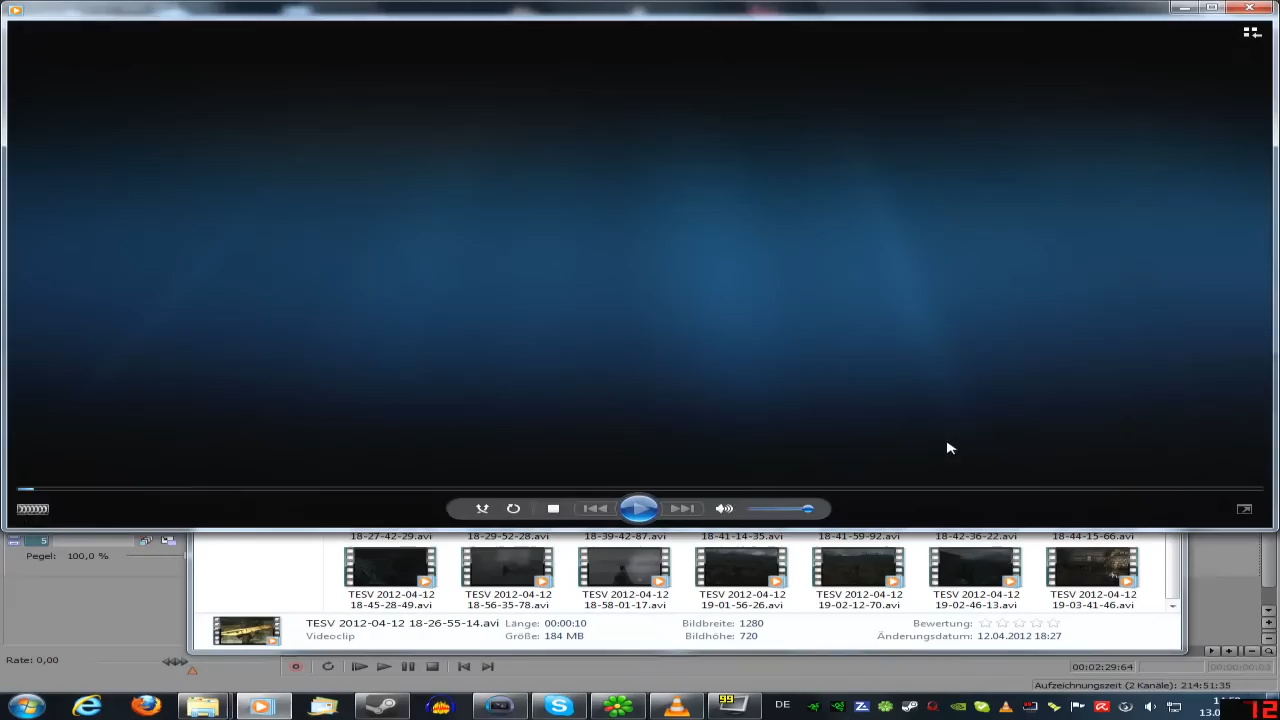 18-27-42-29.avi 18-29-52-28.avi 18-39-42-87.avi 18-41-14-35.avi 18-41-59-92.avi 18-42-36-22.avi 18-44-15-66.avi
5
Pegel: 100,0 %
TESV 2012-04-12 TESV 2012-04-12 TESV 2012-04-12 TESV 2012-04-12 TESV 2012-04-12 TESV 2012-04-12 TESV 2012-04-12
18-45-28-49.avi 18-56-35-78.avi 18-58-01-17.avi 19-01-56-26.avi 19-02-12-70.avi 19-02-46-13.avi 19-03-41-46.avi
TESV 2012-04-12 18-26-55-14.avi Länge: 00:00:10 Bildbreite: 1280 Bewertung:
Videoclip Größe: 184 MB Bildhöhe: 720 Änderungsdatum: 12.04.2012 18:27
Rate: 0,00
00:02:29:64
Aufzeichnungszeit (2 Kanäle): 214:51:35
99
DE
13.0
12